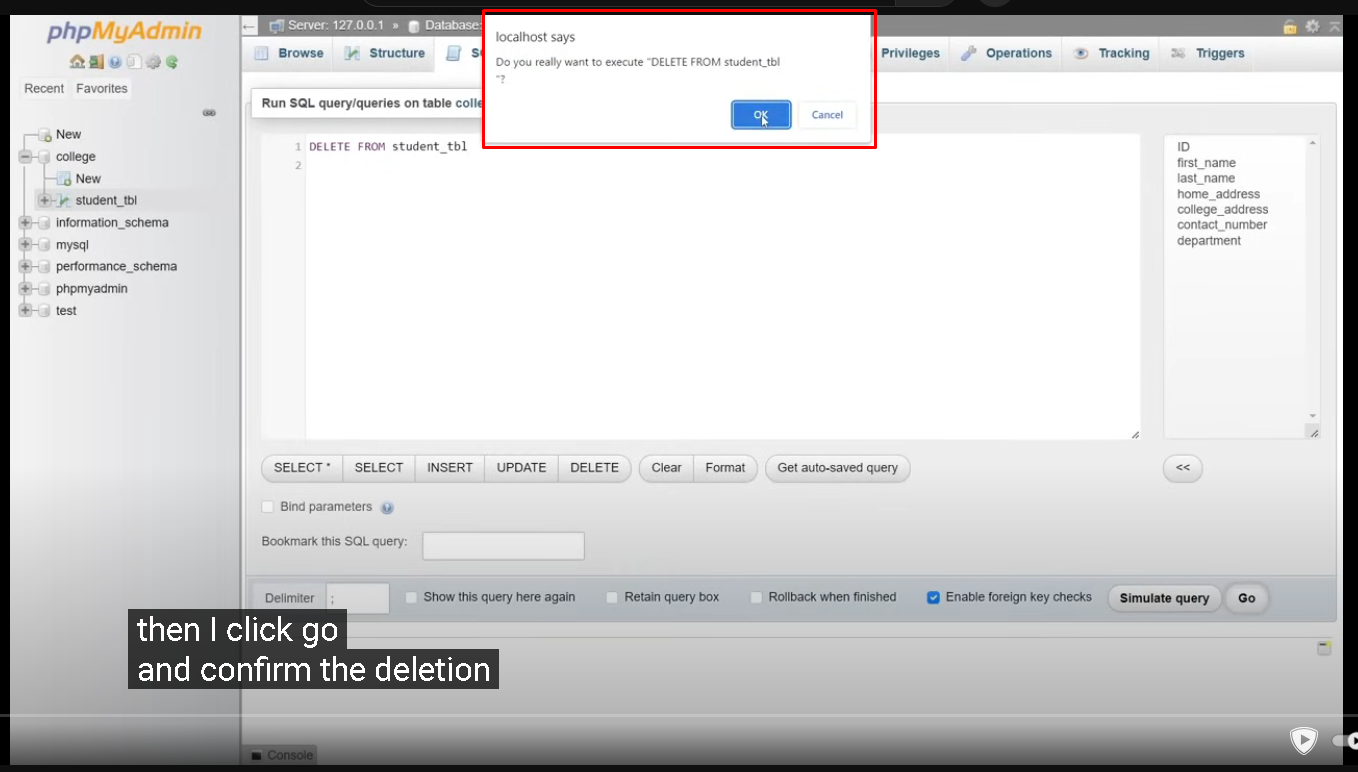 phpMyAdmin
Recent Favorites
New
college
New
student_tbl
information_schema
mysql
performance_schema
phpmyadmin
test
Server: 127.0.0.1 » Database:
Browse Structure Privileges Operations Tracking Triggers
localhost says
Do you really want to execute "DELETE FROM student_tbl
"?
OK Cancel
Run SQL query/queries on table colle
1 DELETE FROM student_tbl
2
ID
first_name
last_name
home_address
college_address
contact_number
department
SELECT * SELECT INSERT UPDATE DELETE Clear Format Get auto-saved query <<
Bind parameters
Bookmark this SQL query:
Delimiter ; Show this query here again Retain query box Rollback when finished Enable foreign key checks Simulate query Go
then I click go
and confirm the deletion
Console